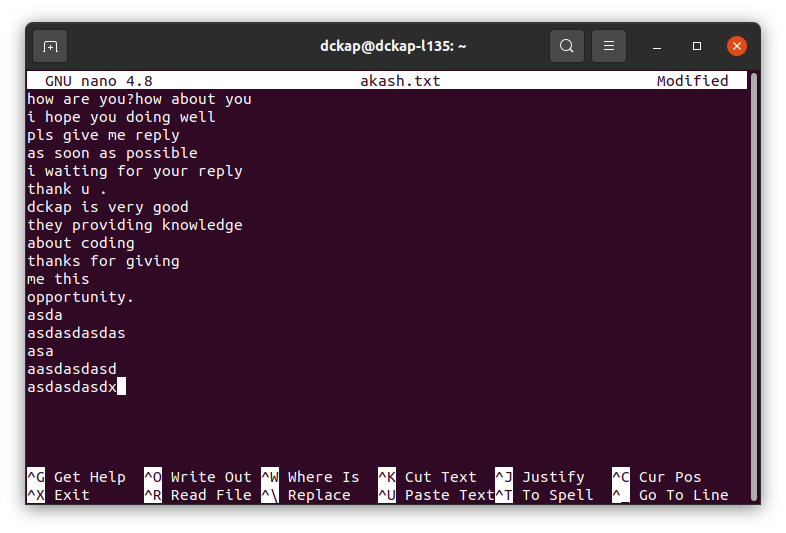 dckap@dckap-l135: ~
GNU nano 4.8 akash.txt Modified
how are you?how about you
i hope you doing well
pls give me reply
as soon as possible
i waiting for your reply
thank u .
dckap is very good
they providing knowledge
about coding
thanks for giving
me this
opportunity.
asda
asdasdasdas
asa
aasdasdasd
asdasdasdx
^G Get Help ^O Write Out ^W Where Is ^K Cut Text ^J Justify ^C Cur Pos
^X Exit ^R Read File ^\ Replace ^U Paste Text ^T To Spell ^_ Go To Line